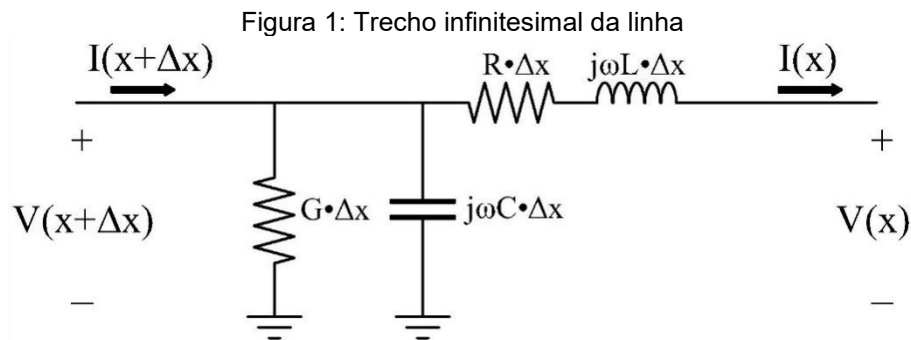 Figura 1: Trecho infinitesimal da linha
I(x+Δx) R•Δx jωL•Δx I(x)
+ +
V(x+Δx) G•Δx jωC•Δx V(x)
– –